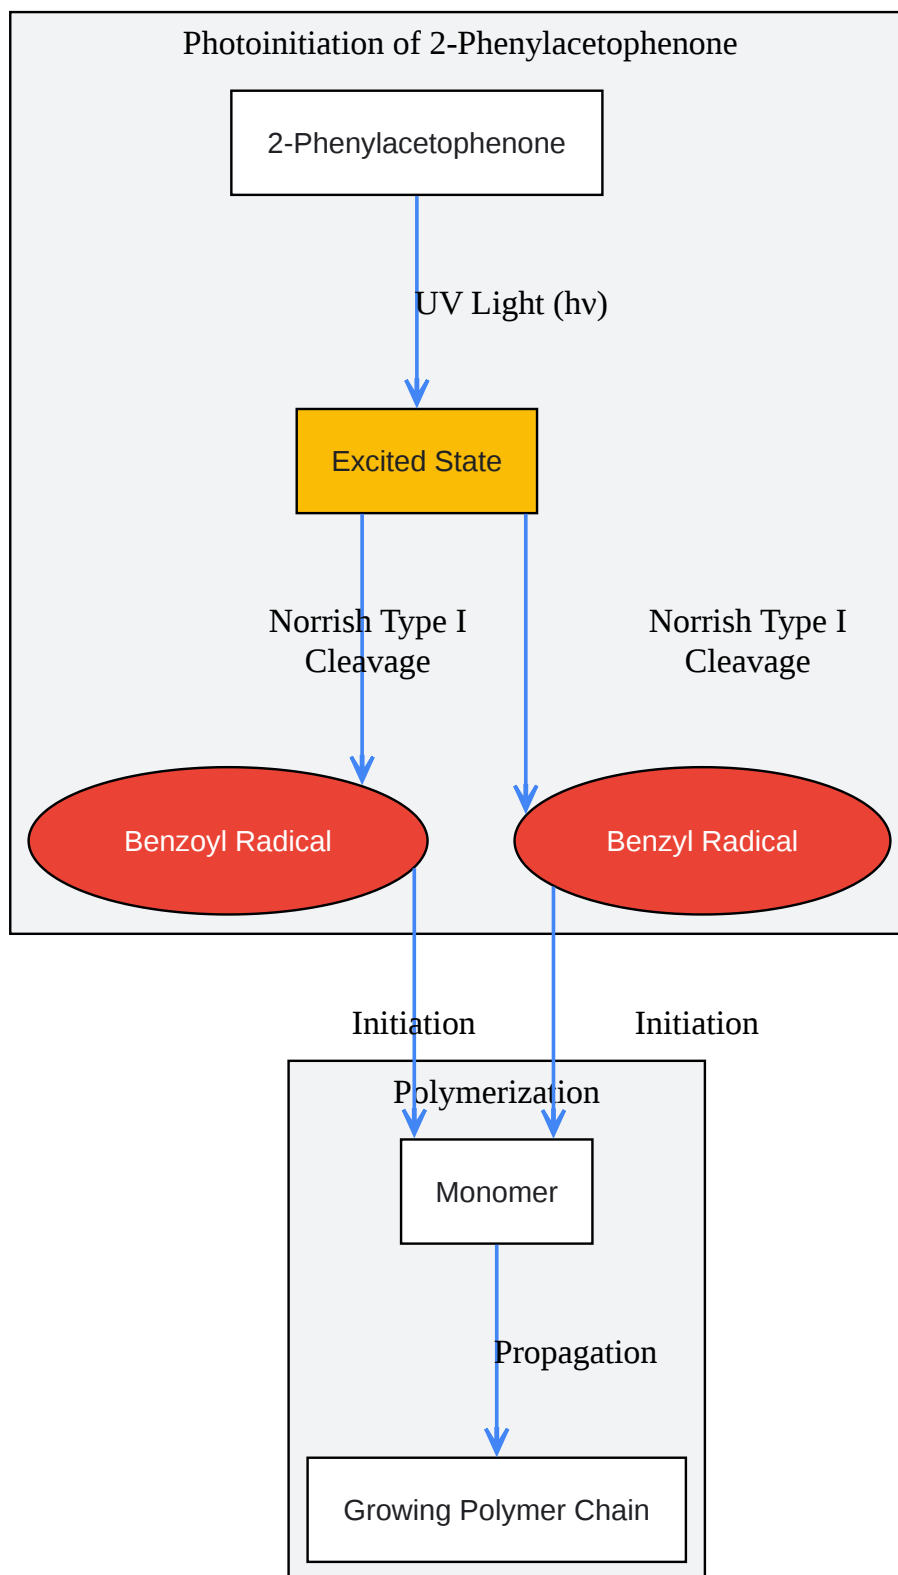 Photoinitiation of 2-Phenylacetophenone
2-Phenylacetophenone
UV Light (hν)
Excited State
Norrish Type I
Cleavage
Norrish Type I
Cleavage
Benzoyl Radical
Benzyl Radical
Initiation
Initiation
Polymerization
Monomer
Propagation
Growing Polymer Chain